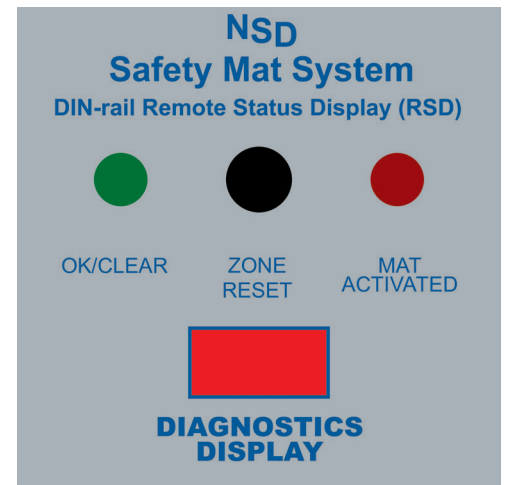 NSD
Safety Mat System
DIN-rail Remote Status Display (RSD)
OK/CLEAR
ZONE
RESET
MAT
ACTIVATED
DIAGNOSTICS
DISPLAY